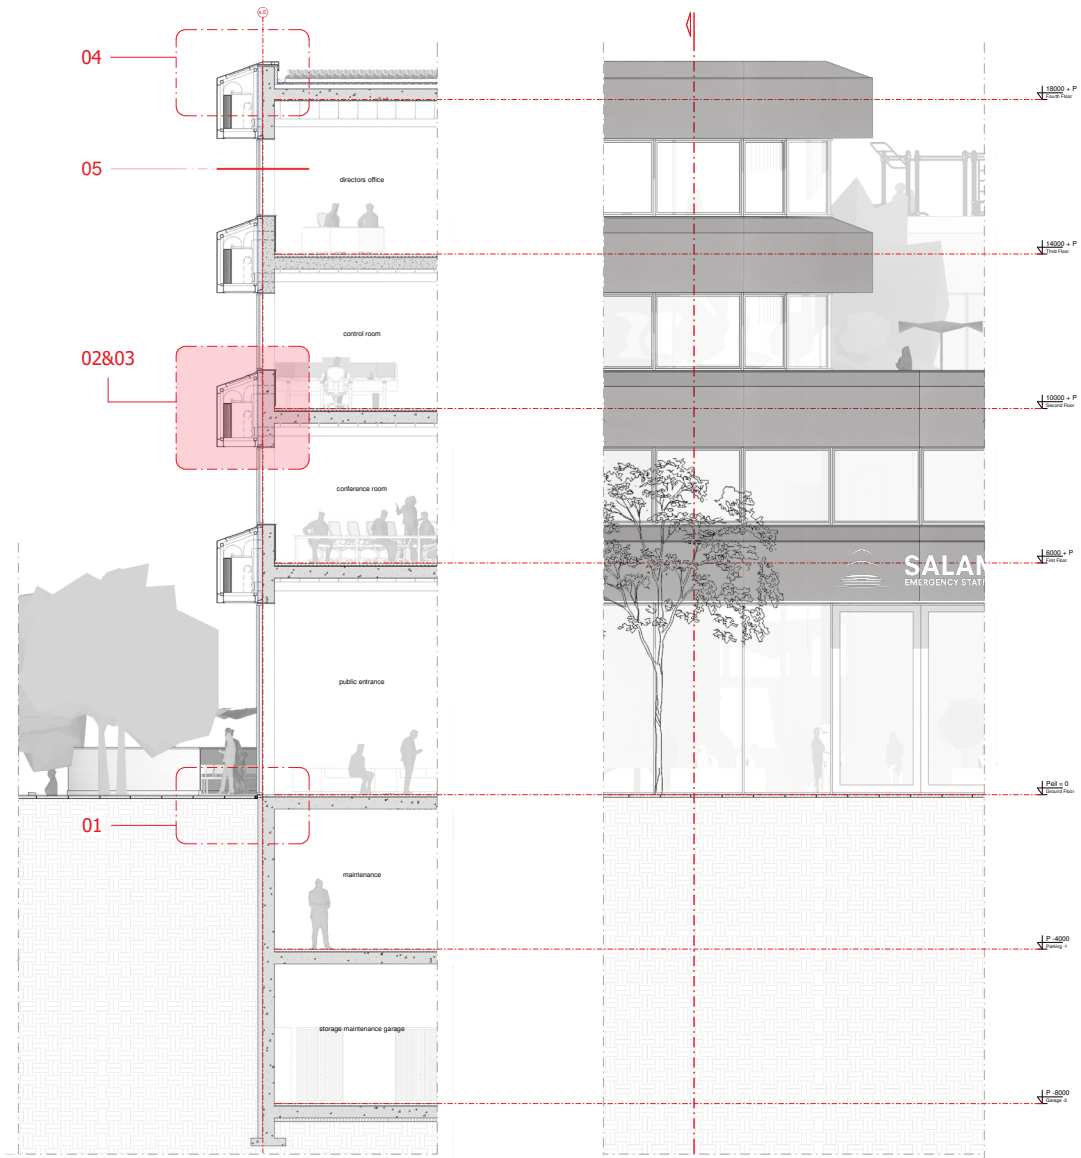 04
18000 + P
Fourth Floor
05
directors office
14000 + P
Third Floor
control room
02&03
10000 + P
Second Floor
conference room
6000 + P
First Floor
SALAN
EMERGENCY STATI
public entrance
Peil = 0
Ground Floor
01
maintenance
P -4000
Parking -1
storage maintenance garage
P -8000
Garage -2